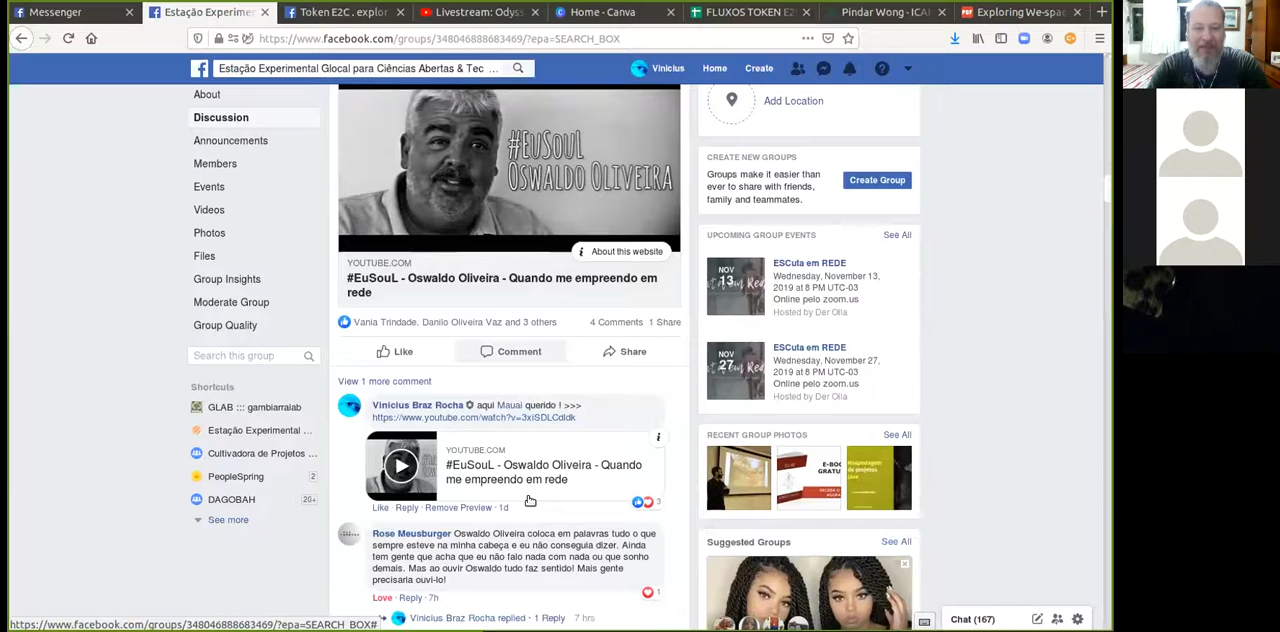 Messenger
Estação Experimen
Token E2C . explor
Livestream: Odys
Home - Canva
FLUXOS TOKEN E2
Pindar Wong - ICA
Exploring We-spac
https://www.facebook.com/groups/348046888683469/?epa=SEARCH_BOX
Estação Experimental Glocal para Ciências Abertas & Tec ...
Vinicius
Home
Create
About
Discussion
Announcements
Members
Events
Videos
Photos
Files
Group Insights
Moderate Group
Group Quality
Search this group
Shortcuts
GLAB ::: gambiarralab
Estação Experimental ...
Cultivadora de Projetos ...
PeopleSpring 2
DAGOBAH 20+
See more
#EUSOUL
OSWALDO OLIVEIRA
About this website
YOUTUBE.COM
#EuSouL - Oswaldo Oliveira - Quando me empreendo em
rede
Vania Trindade, Danilo Oliveira Vaz and 3 others
4 Comments 1 Share
Like
Comment
Share
View 1 more comment
Vinicius Braz Rocha aqui Mauai querido ! >>>
https://www.youtube.com/watch?v=3xiSDLCdldk
YOUTUBE.COM
#EuSouL - Oswaldo Oliveira - Quando
me empreendo em rede
Like · Reply · Remove Preview · 1d
3
Rose Meusburger Oswaldo Oliveira coloca em palavras tudo o que
sempre esteve na minha cabeça e eu não conseguia dizer. Ainda
tem gente que acha que eu não falo nada com nada ou que sonho
demais. Mas ao ouvir Oswaldo tudo faz sentido! Mais gente
precisaria ouvi-lo!
1
Love · Reply · 7h
Vinicius Braz Rocha replied · 1 Reply 7 hrs
Add Location
CREATE NEW GROUPS
Groups make it easier than
ever to share with friends,
family and teammates.
Create Group
UPCOMING GROUP EVENTS
See All
NOV
13
ESCuta em REDE
Wednesday, November 13,
2019 at 8 PM UTC-03
Online pelo zoom.us
Hosted by Der Olla
NOV
27
ESCuta em REDE
Wednesday, November 27,
2019 at 8 PM UTC-03
Online pelo zoom.us
Hosted by Der Olla
RECENT GROUP PHOTOS
See All
Suggested Groups
See All
Chat (167)
https://www.facebook.com/groups/348046888683469/?epa=SEARCH_BOX#